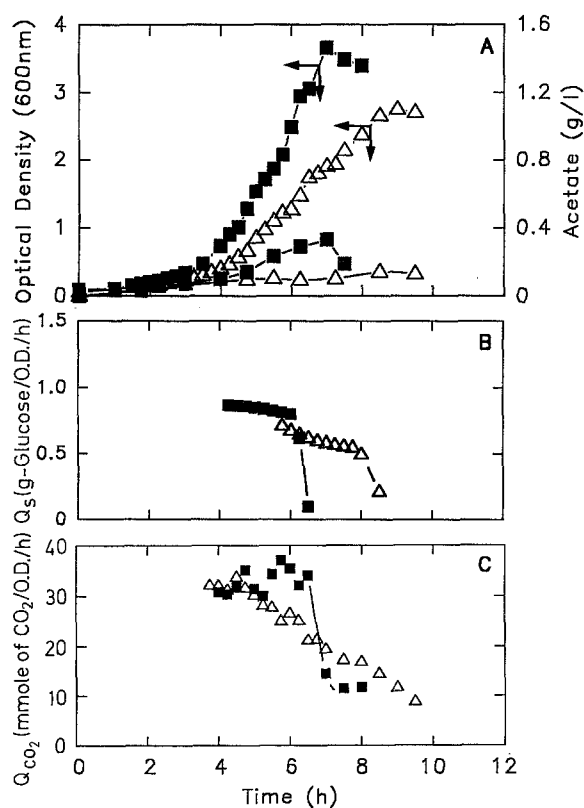 Optical Density (600nm)
4
3
2
1
0
A
1.6
1.2
0.8
0.4
0
Acetate (g/l)
Q_S(g-Glucose/O.D./h)
1.5
1.0
0.5
0
B
Q_CO₂(mmole of CO₂/O.D./h)
40
30
20
10
0
C
0 2 4 6 8 10 12
Time (h)